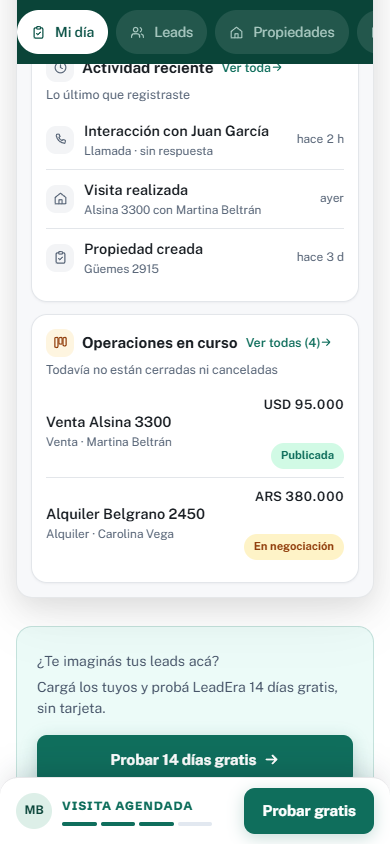 Mi día
Leads
Propiedades
Actividad reciente Ver toda→
Lo último que registraste
Interacción con Juan García
hace 2 h
Llamada · sin respuesta
Visita realizada
ayer
Alsina 3300 con Martina Beltrán
Propiedad creada
hace 3 d
Güemes 2915
Operaciones en curso Ver todas (4)→
Todavía no están cerradas ni canceladas
USD 95.000
Venta Alsina 3300
Venta · Martina Beltrán
Publicada
ARS 380.000
Alquiler Belgrano 2450
Alquiler · Carolina Vega
En negociación
¿Te imaginás tus leads acá?
Cargá los tuyos y probá LeadEra 14 días gratis,
sin tarjeta.
Probar 14 días gratis →
MB
VISITA AGENDADA
Probar gratis